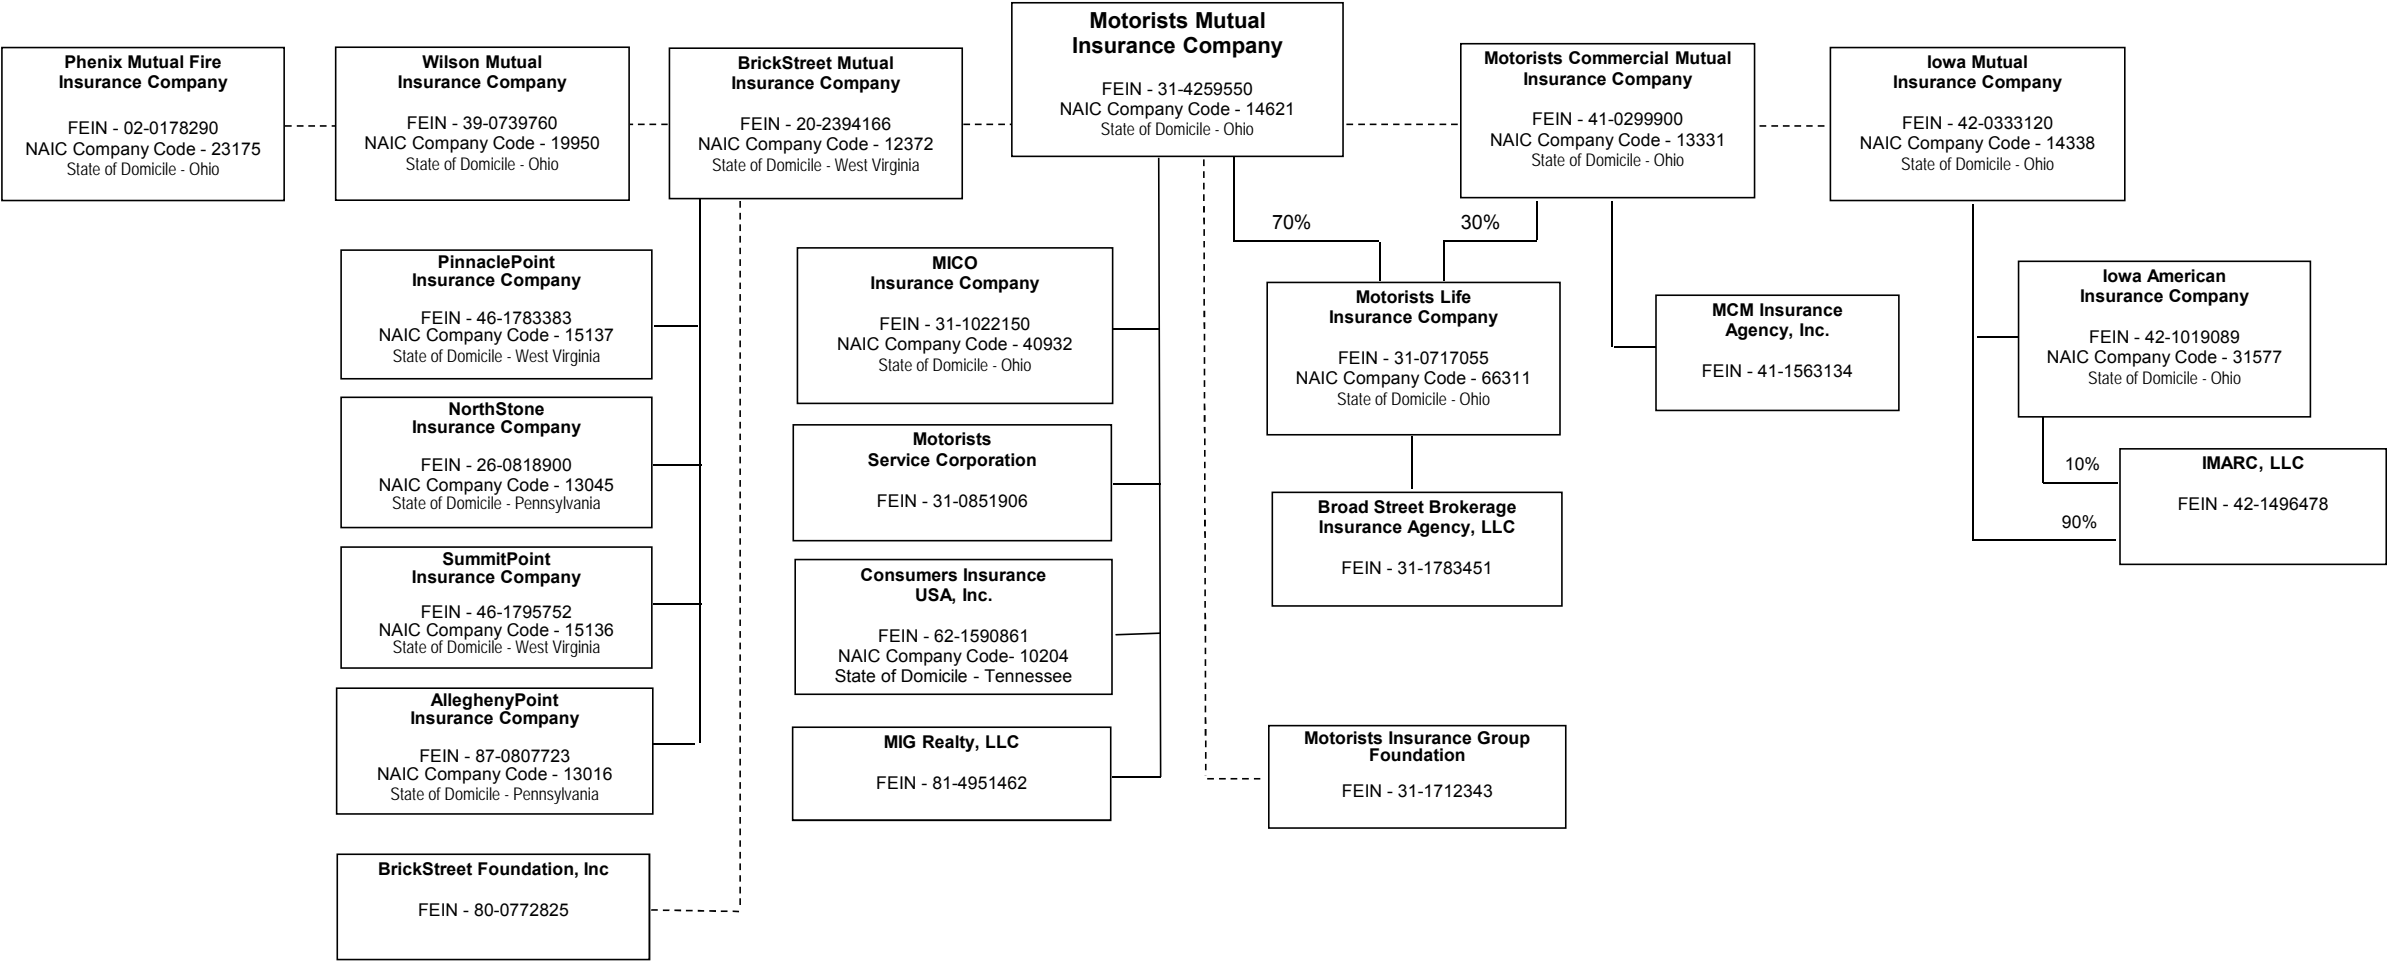 Phenix Mutual Fire
Insurance Company
FEIN - 02-0178290
NAIC Company Code - 23175
State of Domicile - Ohio
Wilson Mutual
Insurance Company
FEIN - 39-0739760
NAIC Company Code - 19950
State of Domicile - Ohio
BrickStreet Mutual
Insurance Company
FEIN - 20-2394166
NAIC Company Code - 12372
State of Domicile - West Virginia
Motorists Mutual
Insurance Company
FEIN - 31-4259550
NAIC Company Code - 14621
State of Domicile - Ohio
Motorists Commercial Mutual
Insurance Company
FEIN - 41-0299900
NAIC Company Code - 13331
State of Domicile - Ohio
Iowa Mutual
Insurance Company
FEIN - 42-0333120
NAIC Company Code - 14338
State of Domicile - Ohio
70%
30%
PinnaclePoint
Insurance Company
FEIN - 46-1783383
NAIC Company Code - 15137
State of Domicile - West Virginia
NorthStone
Insurance Company
FEIN - 26-0818900
NAIC Company Code - 13045
State of Domicile - Pennsylvania
SummitPoint
Insurance Company
FEIN - 46-1795752
NAIC Company Code - 15136
State of Domicile - West Virginia
AlleghenyPoint
Insurance Company
FEIN - 87-0807723
NAIC Company Code - 13016
State of Domicile - Pennsylvania
BrickStreet Foundation, Inc
FEIN - 80-0772825
MICO
Insurance Company
FEIN - 31-1022150
NAIC Company Code - 40932
State of Domicile - Ohio
Motorists
Service Corporation
FEIN - 31-0851906
Consumers Insurance
USA, Inc.
FEIN - 62-1590861
NAIC Company Code- 10204
State of Domicile - Tennessee
MIG Realty, LLC
FEIN - 81-4951462
Motorists Life
Insurance Company
FEIN - 31-0717055
NAIC Company Code - 66311
State of Domicile - Ohio
Broad Street Brokerage
Insurance Agency, LLC
FEIN - 31-1783451
Motorists Insurance Group
Foundation
FEIN - 31-1712343
MCM Insurance
Agency, Inc.
FEIN - 41-1563134
Iowa American
Insurance Company
FEIN - 42-1019089
NAIC Company Code - 31577
State of Domicile - Ohio
10%
90%
IMARC, LLC
FEIN - 42-1496478